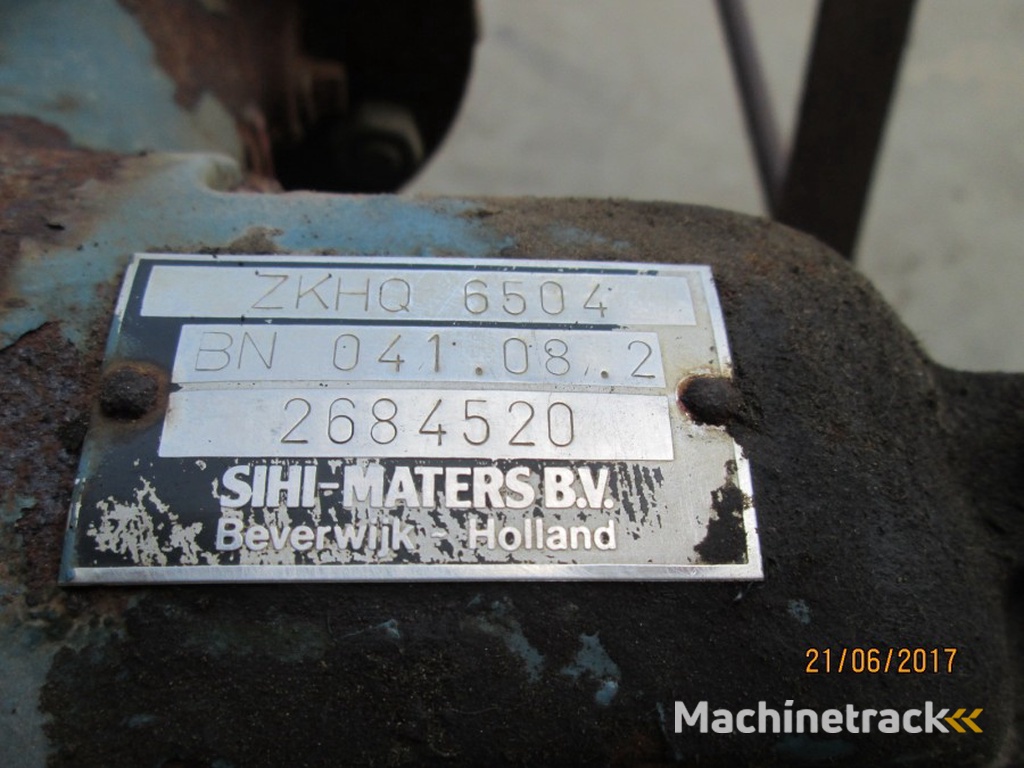 ZKHQ 6504
BN 041.08.2
2684520
SIHI-MATERS B.V.
Beverwijk - Holland
21/06/2017
Machinetrack